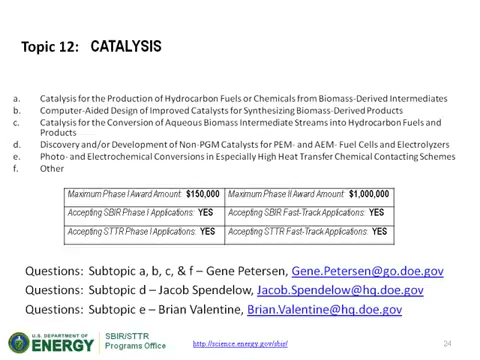 Topic 12: CATALYSIS
a. Catalysis for the Production of Hydrocarbon Fuels or Chemicals from Biomass-Derived Intermediates
b. Computer-Aided Design of Improved Catalysts for Synthesizing Biomass-Derived Products
c. Catalysis for the Conversion of Aqueous Biomass Intermediate Streams into Hydrocarbon Fuels and
Products
d. Discovery and/or Development of Non-PGM Catalysts for PEM- and AEM- Fuel Cells and Electrolyzers
e. Photo- and Electrochemical Conversions in Especially High Heat Transfer Chemical Contacting Schemes
f. Other
Maximum Phase I Award Amount: $150,000 Maximum Phase II Award Amount: $1,000,000
Accepting SBIR Phase I Applications: YES Accepting SBIR Fast-Track Applications: YES
Accepting STTR Phase I Applications: YES Accepting STTR Fast-Track Applications: YES
Questions: Subtopic a, b, c, & f – Gene Petersen, Gene.Petersen@go.doe.gov
Questions: Subtopic d – Jacob Spendelow, Jacob.Spendelow@hq.doe.gov
Questions: Subtopic e – Brian Valentine, Brian.Valentine@hq.doe.gov
U.S. DEPARTMENT OF
ENERGY
SBIR/STTR
Programs Office
http://science.energy.gov/sbir/
24